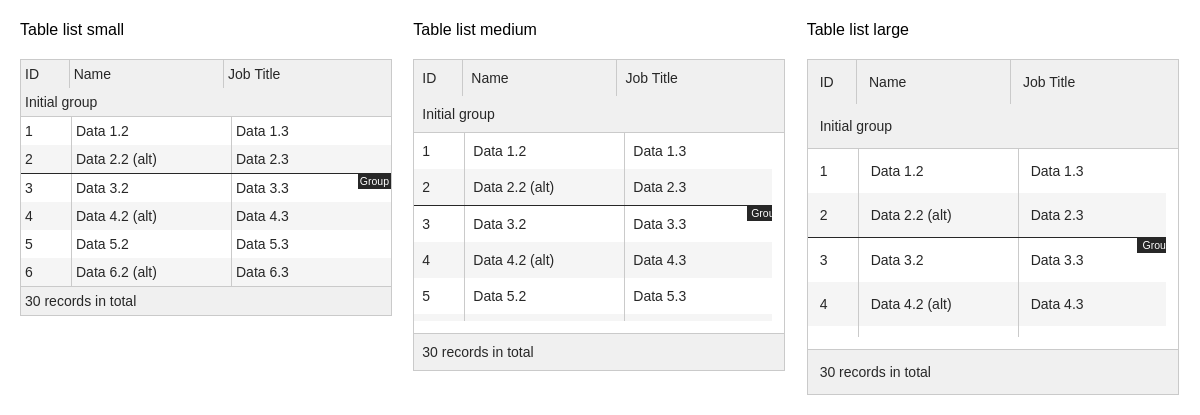 Table list small
ID Name Job Title
Initial group
1 Data 1.2 Data 1.3
2 Data 2.2 (alt) Data 2.3
Group
3 Data 3.2 Data 3.3
4 Data 4.2 (alt) Data 4.3
5 Data 5.2 Data 5.3
6 Data 6.2 (alt) Data 6.3
30 records in total
Table list medium
ID Name Job Title
Initial group
1 Data 1.2 Data 1.3
2 Data 2.2 (alt) Data 2.3
Grou
3 Data 3.2 Data 3.3
4 Data 4.2 (alt) Data 4.3
5 Data 5.2 Data 5.3
30 records in total
Table list large
ID Name Job Title
Initial group
1 Data 1.2 Data 1.3
2 Data 2.2 (alt) Data 2.3
Grou
3 Data 3.2 Data 3.3
4 Data 4.2 (alt) Data 4.3
30 records in total